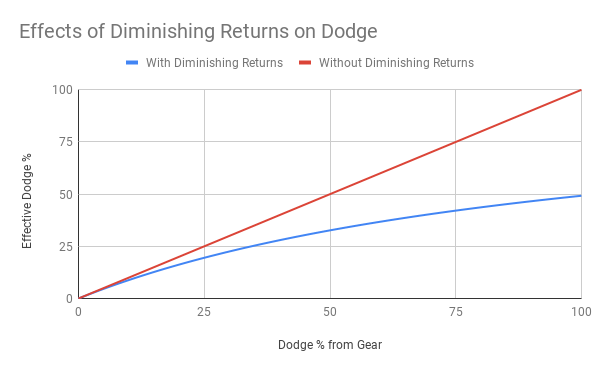 Effects of Diminishing Returns on Dodge
With Diminishing Returns
Without Diminishing Returns
100
75
50
25
0
Effective Dodge %
0
25
50
75
100
Dodge % from Gear